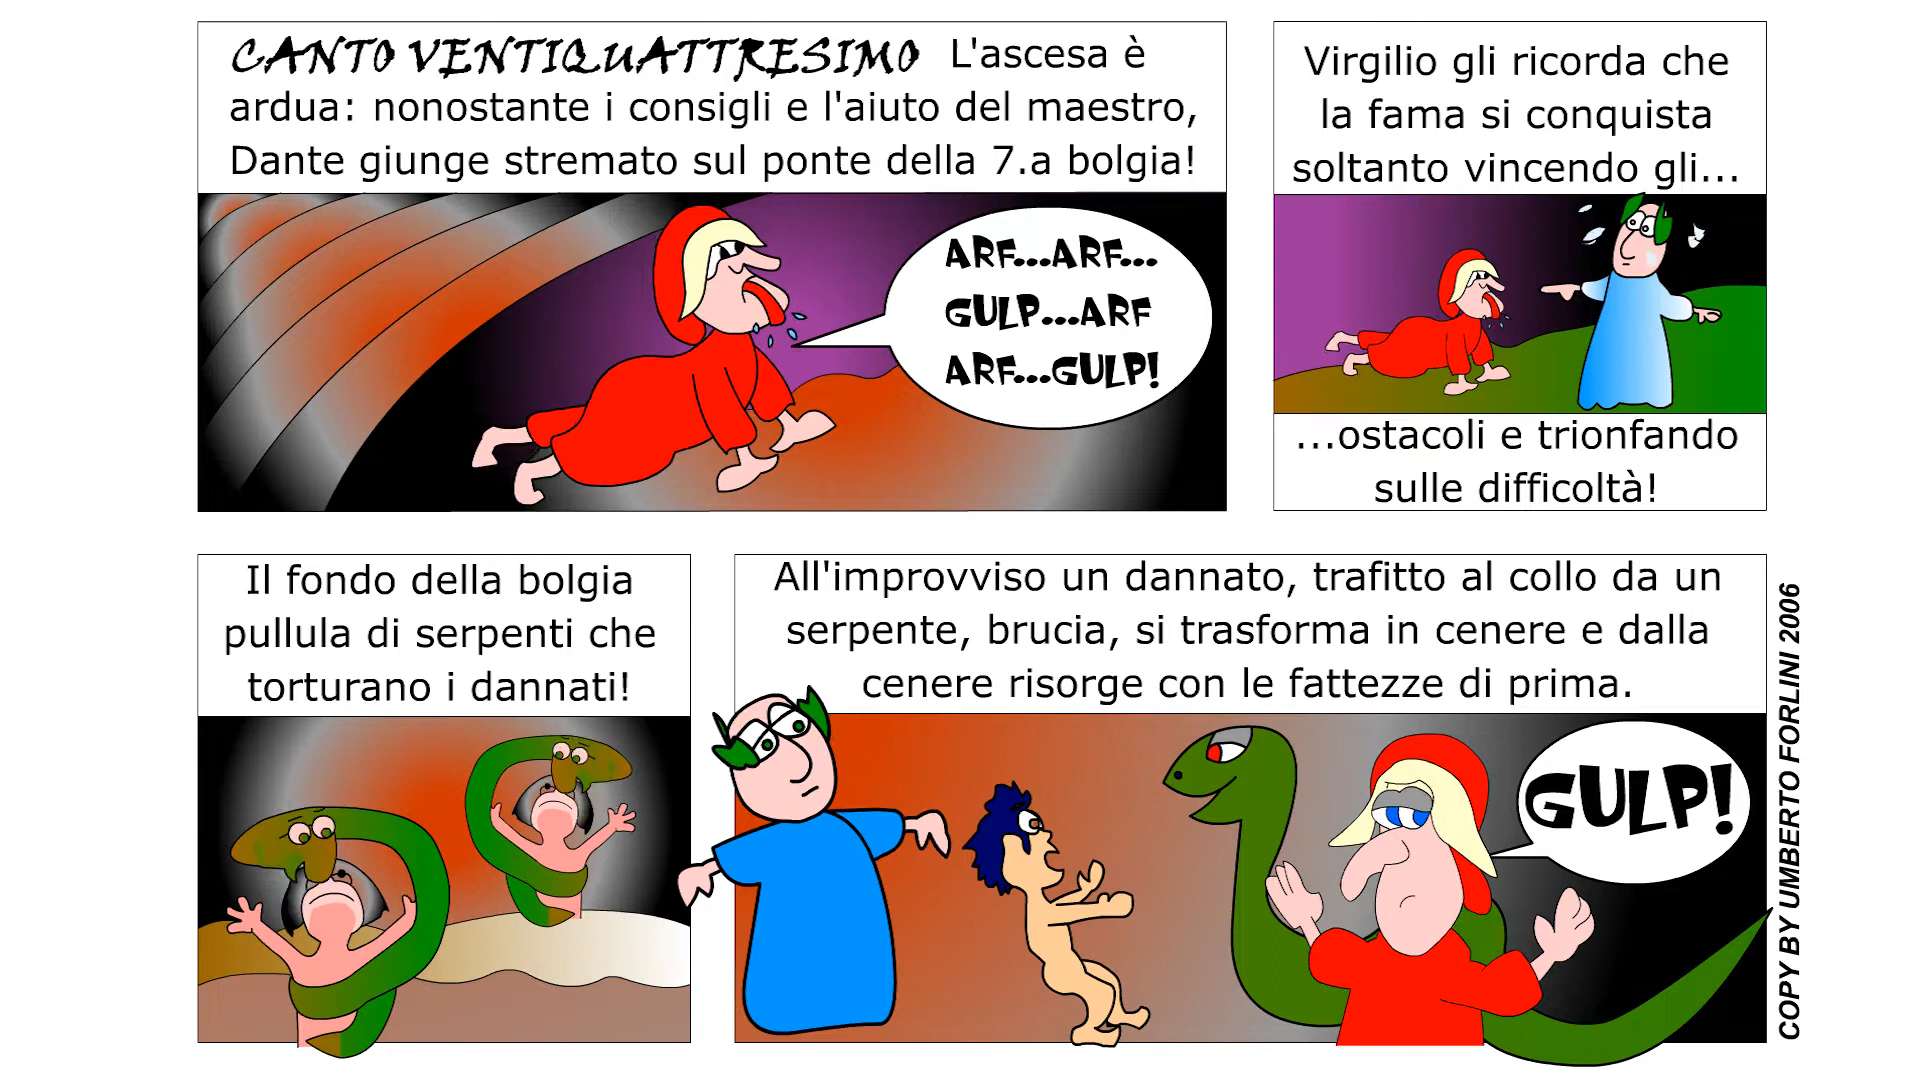 CANTO VENTIQUATTRESIMO L'ascesa è
ardua: nonostante i consigli e l'aiuto del maestro,
Dante giunge stremato sul ponte della 7.a bolgia!
ARF...ARF...
GULP...ARF
ARF...GULP!
Virgilio gli ricorda che
la fama si conquista
soltanto vincendo gli...
...ostacoli e trionfando
sulle difficoltà!
Il fondo della bolgia
pullula di serpenti che
torturano i dannati!
All'improvviso un dannato, trafitto al collo da un
serpente, brucia, si trasforma in cenere e dalla
cenere risorge con le fattezze di prima.
GULP!
COPY BY UMBERTO FORLINI 2006